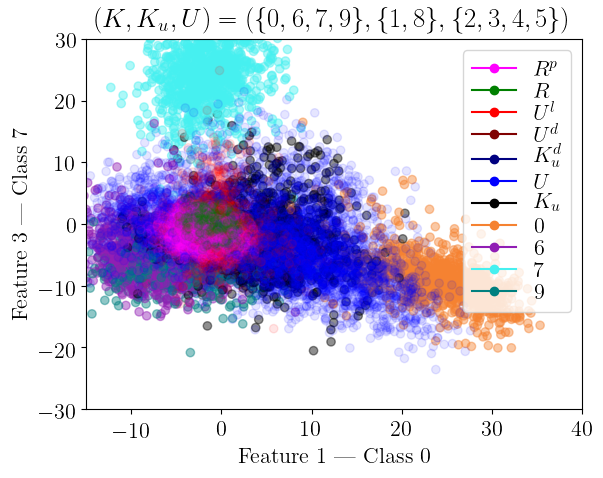 (K, K_u, U) = ({0, 6, 7, 9}, {1, 8}, {2, 3, 4, 5})
30
20
10
0
−10
−20
−30
Feature 3 — Class 7
R^p
R
U^l
U^d
K_u^d
U
K_u
0
6
7
9
−10
0
10
20
30
40
Feature 1 — Class 0